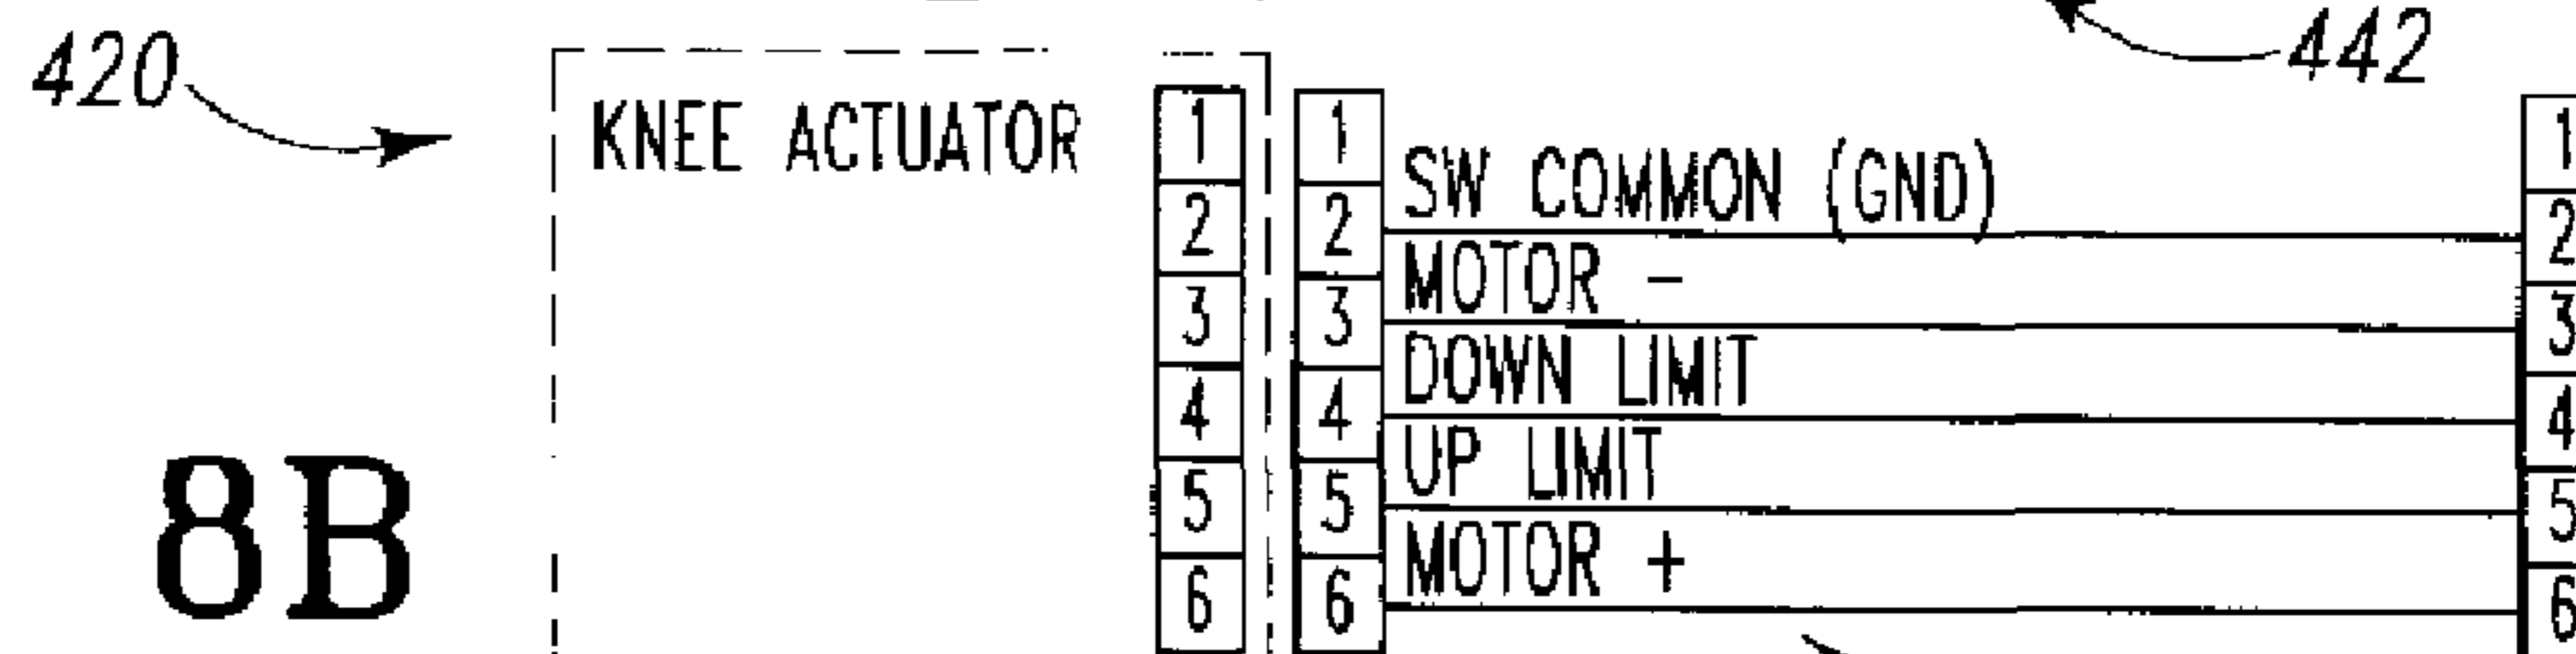 420
442
KNEE ACTUATOR
1 1 1
SW COMMON (GND)
2 2 2
MOTOR -
3 3 3
DOWN LIMIT
4 4 4
UP LIMIT
5 5 5
MOTOR +
6 6 6
8B